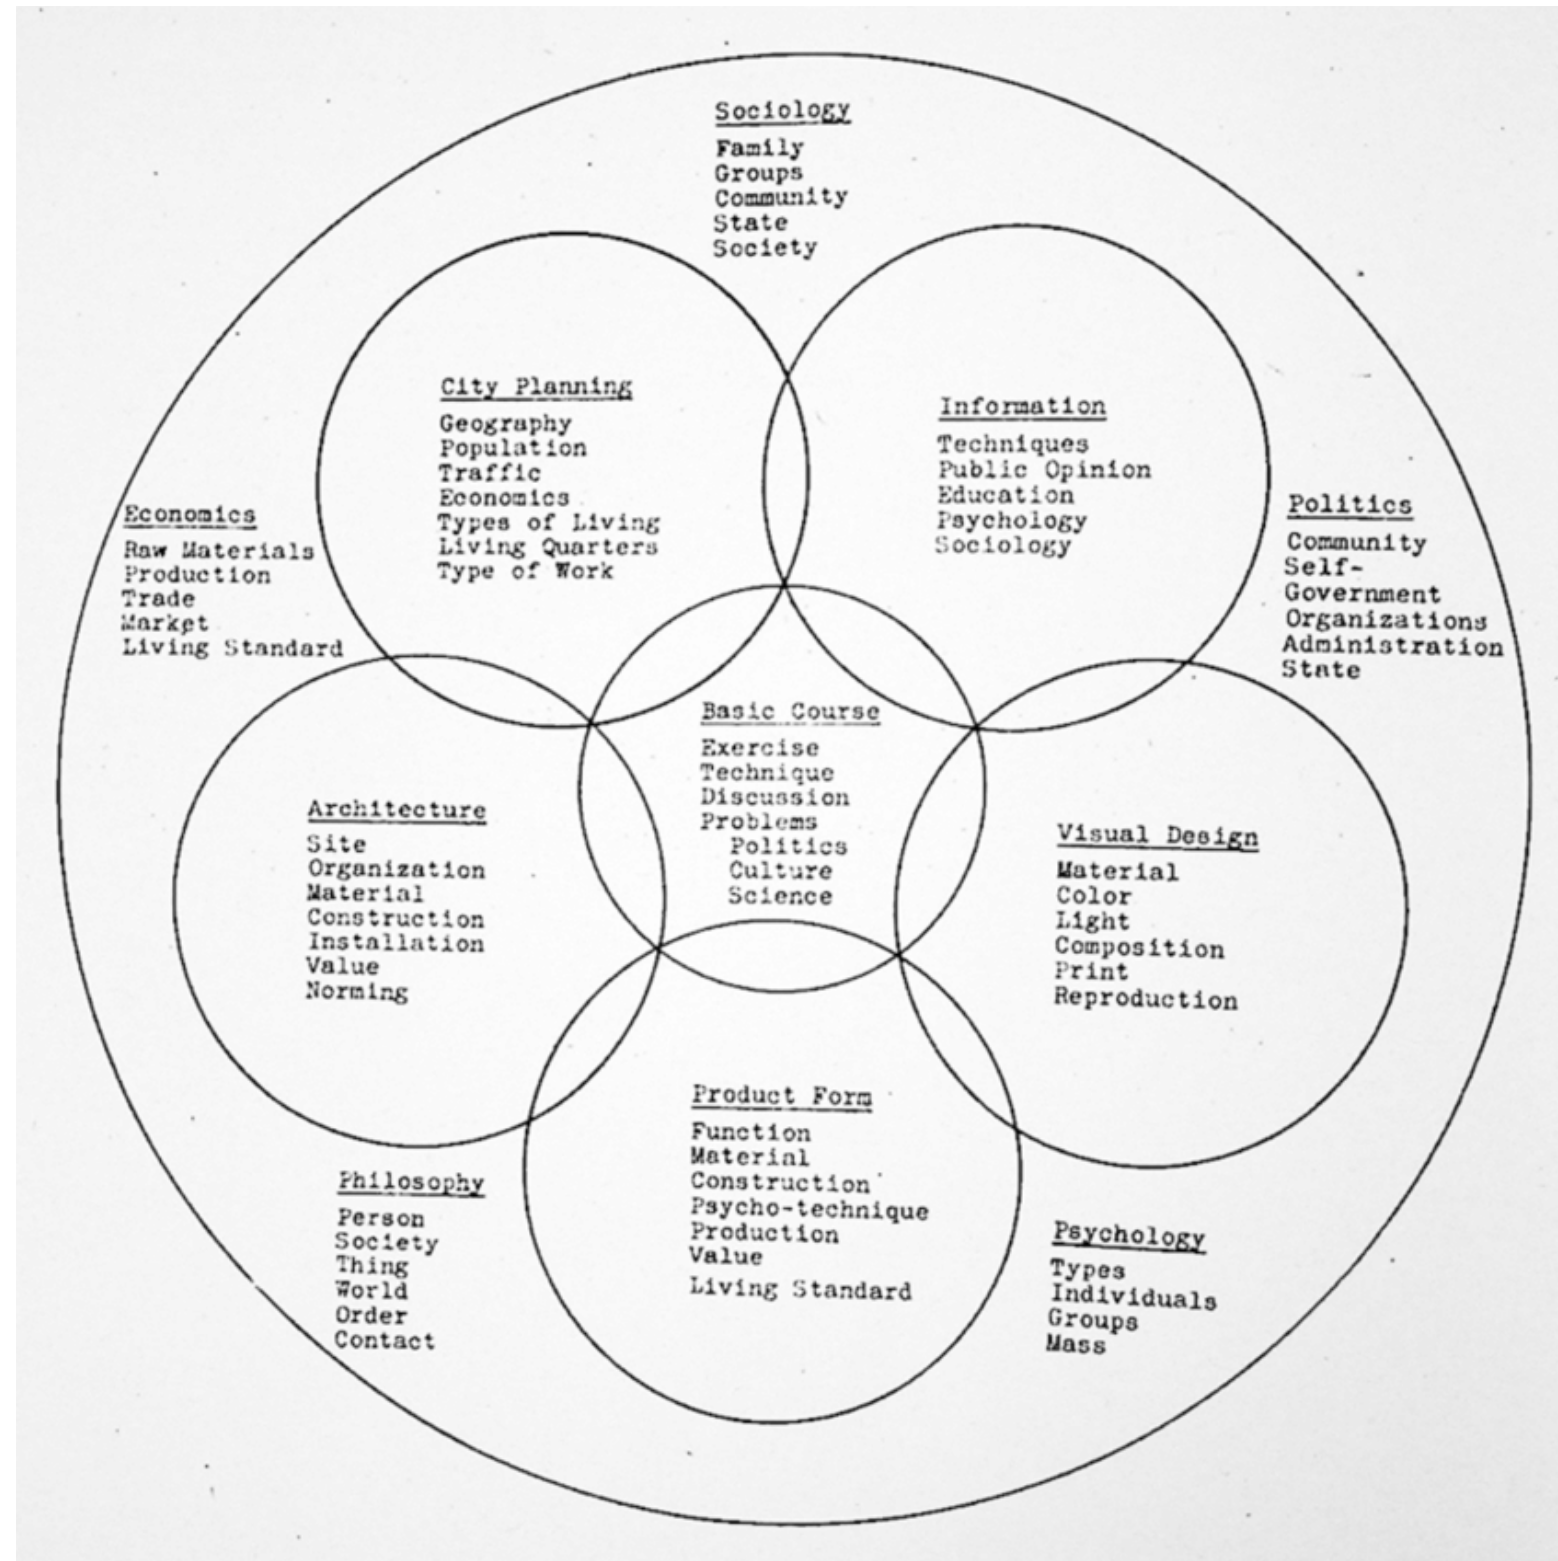 Sociology
Family
Groups
Community
State
Society
City Planning
Geography
Population
Traffic
Economics
Types of Living
Living Quarters
Type of Work
Information
Techniques
Public Opinion
Education
Psychology
Sociology
Economics
Raw Materials
Production
Trade
Market
Living Standard
Politics
Community
Self-
Government
Organizations
Administration
State
Basic Course
Exercise
Technique
Discussion
Problems
Politics
Culture
Science
Architecture
Site
Organization
Material
Construction
Installation
Value
Norming
Visual Design
Material
Color
Light
Composition
Print
Reproduction
Product Form
Function
Material
Construction
Psycho-technique
Production
Value
Living Standard
Philosophy
Person
Society
Thing
World
Order
Contact
Psychology
Types
Individuals
Groups
Mass